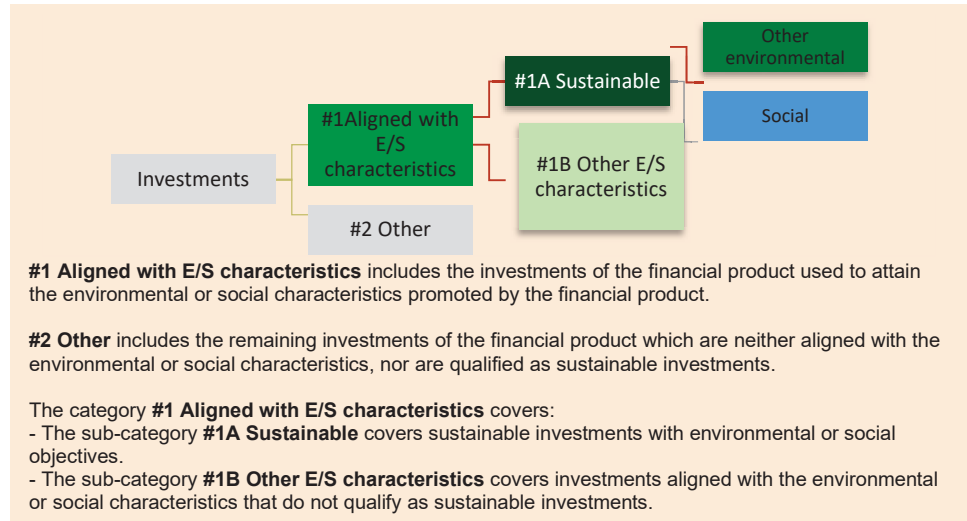 Other
environmental
#1A Sustainable
Social
#1Aligned with
E/S
characteristics
#1B Other E/S
characteristics
Investments
#2 Other
#1 Aligned with E/S characteristics includes the investments of the financial product used to attain
the environmental or social characteristics promoted by the financial product.
#2 Other includes the remaining investments of the financial product which are neither aligned with the
environmental or social characteristics, nor are qualified as sustainable investments.
The category #1 Aligned with E/S characteristics covers:
- The sub-category #1A Sustainable covers sustainable investments with environmental or social
objectives.
- The sub-category #1B Other E/S characteristics covers investments aligned with the environmental
or social characteristics that do not qualify as sustainable investments.